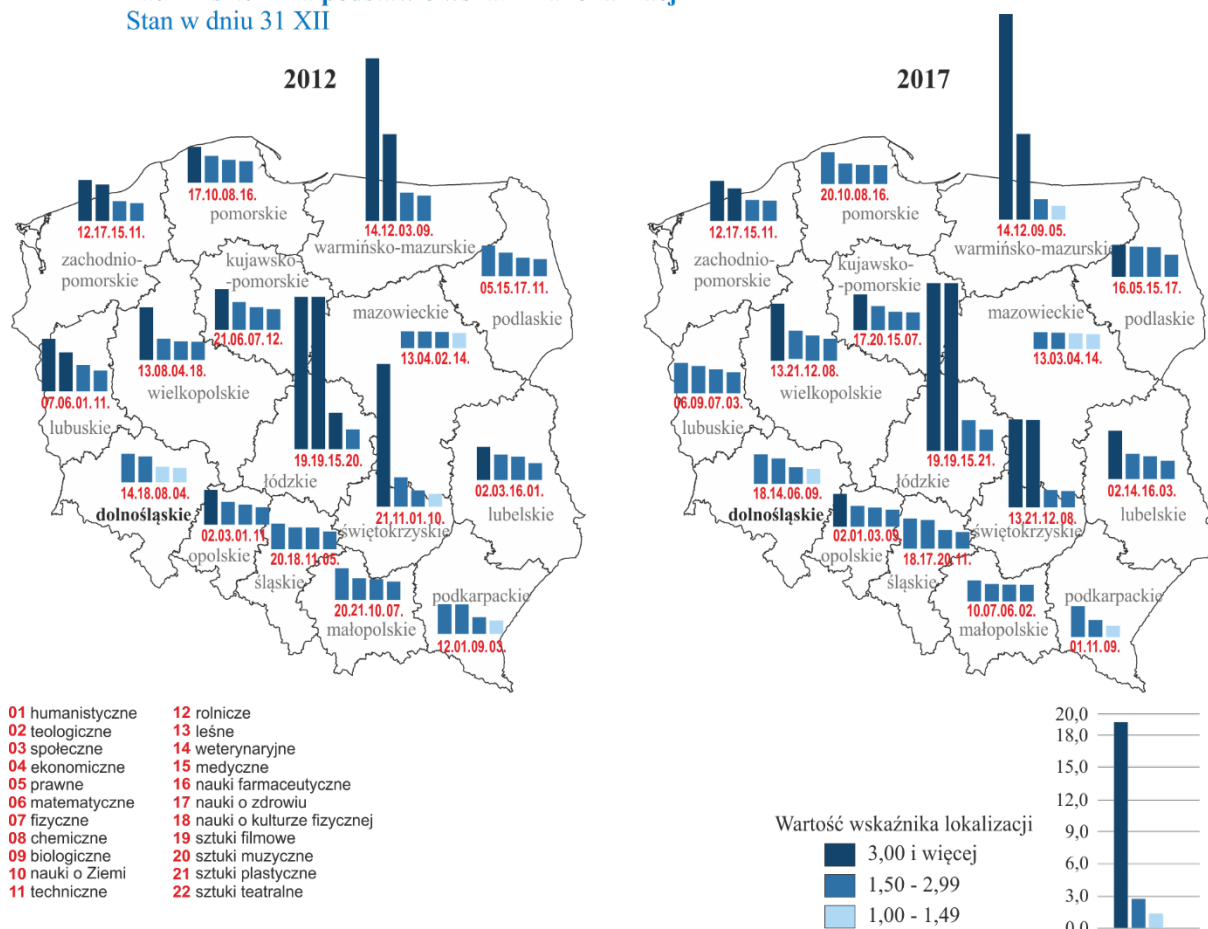 Stan w dniu 31 XII
2012
17.10.08.16.
pomorskie
12.17.15.11.
zachodnio-
pomorskie
14.12.03.09.
warmińsko-mazurskie
kujawsko-
-pomorskie
21.06.07.12.
05.15.17.11.
podlaskie
mazowieckie
13.04.02.14.
13.08.04.18.
wielkopolskie
07.06.01.11.
lubuskie
19.19.15.20.
łódzkie
14.18.08.04.
dolnośląskie
02.03.01.11.
opolskie
20.18.11.05.
śląskie
21.11.01.10.
świętokrzyskie
02.03.16.01.
lubelskie
20.21.10.07.
małopolskie
podkarpackie
12.01.09.03.
2017
20.10.08.16.
pomorskie
12.17.15.11.
zachodnio-
pomorskie
14.12.09.05.
warmińsko-mazurskie
kujawsko-
-pomorskie
17.20.15.07.
16.05.15.17.
podlaskie
mazowieckie
13.03.04.14.
13.21.12.08.
wielkopolskie
06.09.07.03.
lubuskie
19.19.15.21.
łódzkie
18.14.06.09.
dolnośląskie
02.01.03.09.
opolskie
18.17.20.11.
śląskie
13.21.12.08.
świętokrzyskie
02.14.16.03.
lubelskie
10.07.06.02.
małopolskie
podkarpackie
01.11.09.
01 humanistyczne
02 teologiczne
03 społeczne
04 ekonomiczne
05 prawne
06 matematyczne
07 fizyczne
08 chemiczne
09 biologiczne
10 nauki o Ziemi
11 techniczne
12 rolnicze
13 leśne
14 weterynaryjne
15 medyczne
16 nauki farmaceutyczne
17 nauki o zdrowiu
18 nauki o kulturze fizycznej
19 sztuki filmowe
20 sztuki muzyczne
21 sztuki plastyczne
22 sztuki teatralne
Wartość wskaźnika lokalizacji
3,00 i więcej
1,50 - 2,99
1,00 - 1,49
20,0
18,0
15,0
12,0
9,0
6,0
3,0
0,0